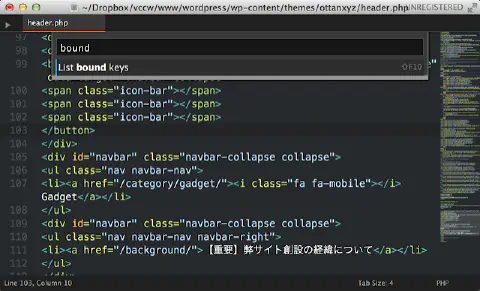 ~/Dropbox/vccw/www/wordpress/wp-content/themes/ottanxyz/header.php
UNREGISTERED
header.php
97
98
99
bound
List bound keys
⌥F10
100 <span class="icon-bar"></span>
101 <span class="icon-bar"></span>
102 <span class="icon-bar"></span>
103 </button>
104 </div>
105 <div id="navbar" class="navbar-collapse collapse">
106 <ul class="nav navbar-nav">
107 <li><a href="/category/gadget/"><i class="fa fa-mobile"></i>
Gadget</a></li>
108 </ul>
109 <div id="navbar" class="navbar-collapse collapse">
110 <ul class="nav navbar-nav navbar-right">
111 <li><a href="/background/">【重要】弊サイト創設の経緯について</a></li>
112 </ul>
113 </div>
Line 103, Column 10
Tab Size: 4
PHP